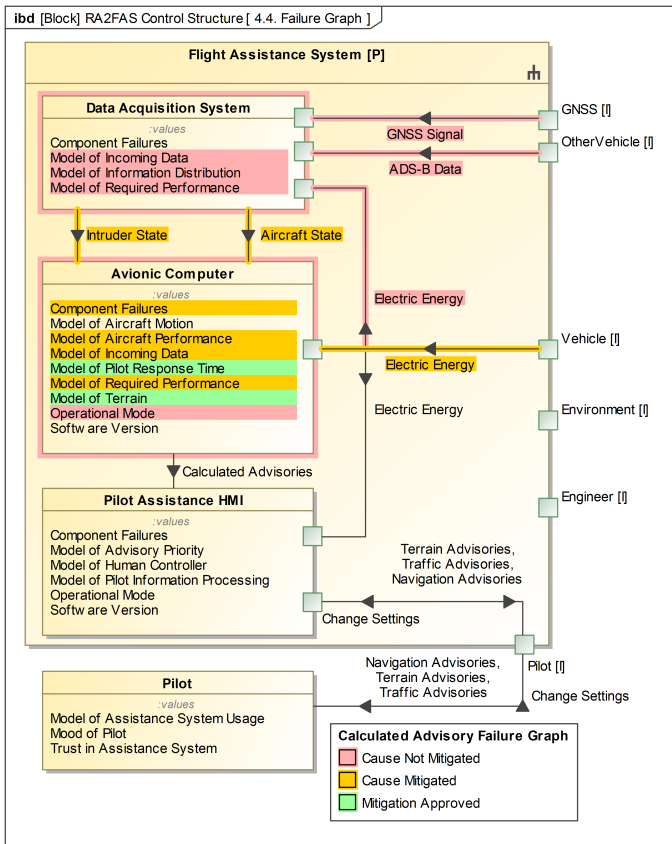 ibd [Block] RA2FAS Control Structure [ 4.4. Failure Graph ]
Flight Assistance System [P]
Data Acquisition System
:values
Component Failures
Model of Incoming Data
Model of Information Distribution
Model of Required Performance
GNSS Signal
GNSS [I]
ADS-B Data
OtherVehicle [I]
Intruder State
Aircraft State
Avionic Computer
:values
Component Failures
Model of Aircraft Motion
Model of Aircraft Performance
Model of Incoming Data
Model of Pilot Response Time
Model of Required Performance
Model of Terrain
Operational Mode
Software Version
Electric Energy
Vehicle [I]
Electric Energy
Electric Energy
Environment [I]
Calculated Advisories
Engineer [I]
Pilot Assistance HMI
:values
Component Failures
Model of Advisory Priority
Model of Human Controller
Model of Pilot Information Processing
Operational Mode
Software Version
Terrain Advisories,
Traffic Advisories,
Navigation Advisories
Change Settings
Pilot [I]
Navigation Advisories,
Terrain Advisories,
Traffic Advisories
Change Settings
Pilot
:values
Model of Assistance System Usage
Mood of Pilot
Trust in Assistance System
Calculated Advisory Failure Graph
Cause Not Mitigated
Cause Mitigated
Mitigation Approved